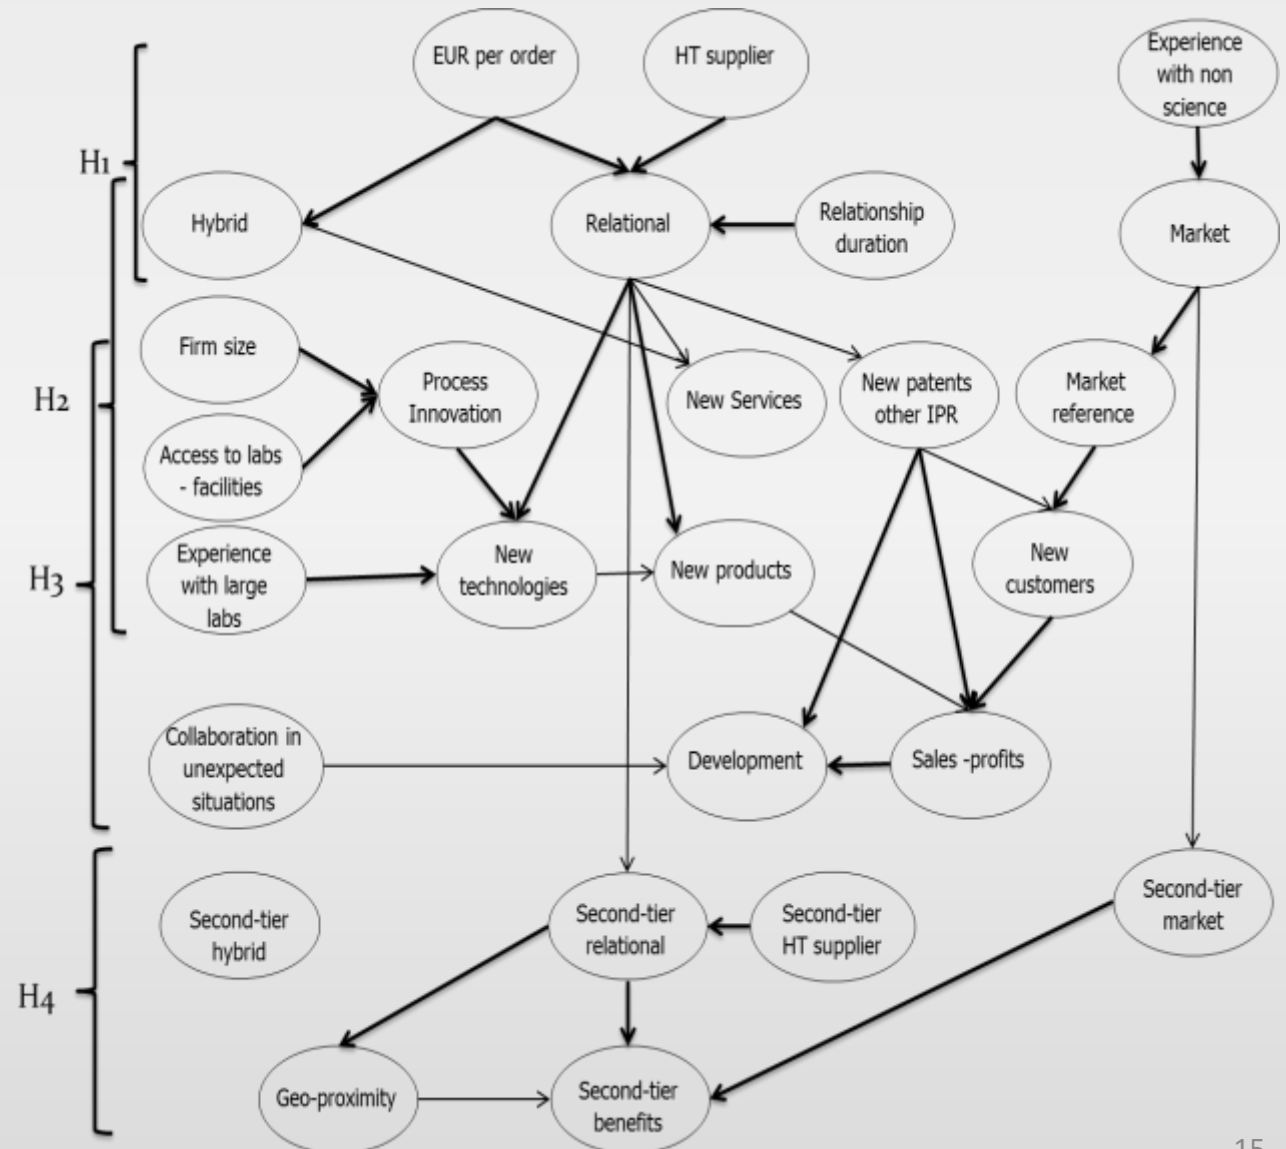 EUR per order
HT supplier
Experience
with non
science
H1
Hybrid
Relational
Relationship
duration
Market
Firm size
Process
Innovation
New Services
New patents
other IPR
Market
reference
H2
Access to labs
- facilities
Experience
with large
labs
New
technologies
New products
New
customers
H3
Collaboration in
unexpected
situations
Development
Sales -profits
Second-tier
hybrid
Second-tier
relational
Second-tier
HT supplier
Second-tier
market
H4
Geo-proximity
Second-tier
benefits
15